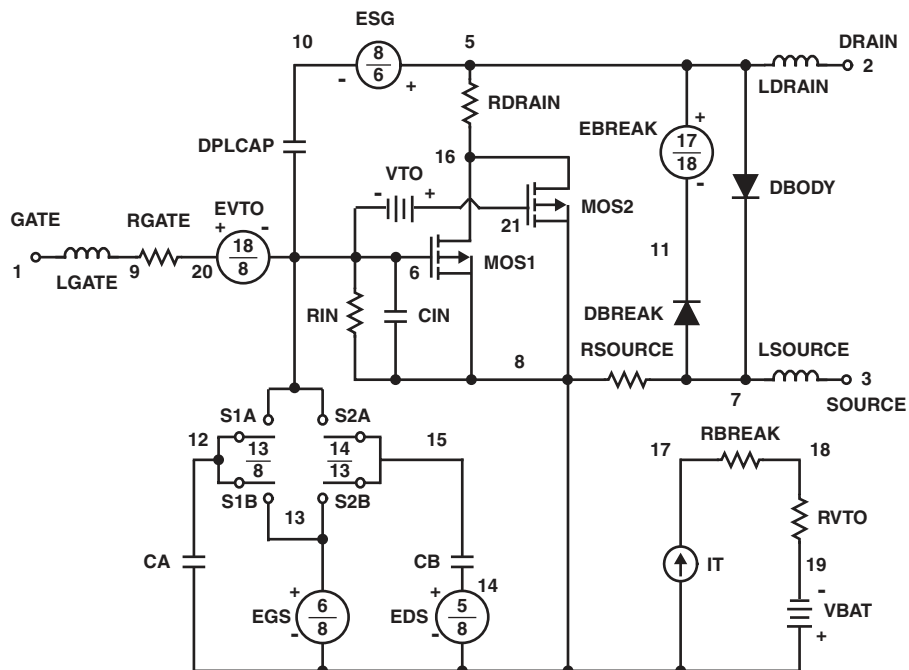 ESG
10
8
6
5
DRAIN
2
- +
LDRAIN
RDRAIN
EBREAK
+
17
18
-
DPLCAP
16
VTO
- +
DBODY
MOS2
21
GATE
RGATE
EVTO
+ -
18
8
11
1
LGATE
9
20
6
MOS1
RIN
CIN
DBREAK
8
RSOURCE
LSOURCE
3
7
SOURCE
S1A
S2A
12
13
8
14
13
15
RBREAK
17
18
S1B
S2B
13
RVTO
CA
CB
IT
19
14
+
EGS
6
8
-
+
EDS
5
8
-
-
VBAT
+